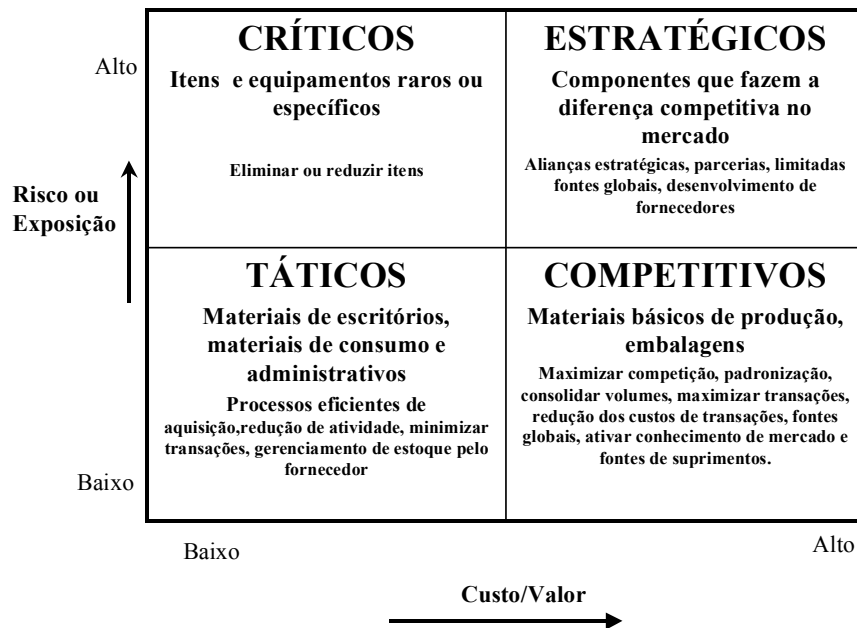 CRÍTICOS
Itens e equipamentos raros ou
específicos
Eliminar ou reduzir itens
ESTRATÉGICOS
Componentes que fazem a
diferença competitiva no
mercado
Alianças estratégicas, parcerias, limitadas
fontes globais, desenvolvimento de
fornecedores
Alto
Risco ou
Exposição
TÁTICOS
Materiais de escritórios,
materiais de consumo e
administrativos
Processos eficientes de
aquisição,redução de atividade, minimizar
transações, gerenciamento de estoque pelo
fornecedor
COMPETITIVOS
Materiais básicos de produção,
embalagens
Maximizar competição, padronização,
consolidar volumes, maximizar transações,
redução dos custos de transações, fontes
globais, ativar conhecimento de mercado e
fontes de suprimentos.
Baixo
Baixo
Alto
Custo/Valor